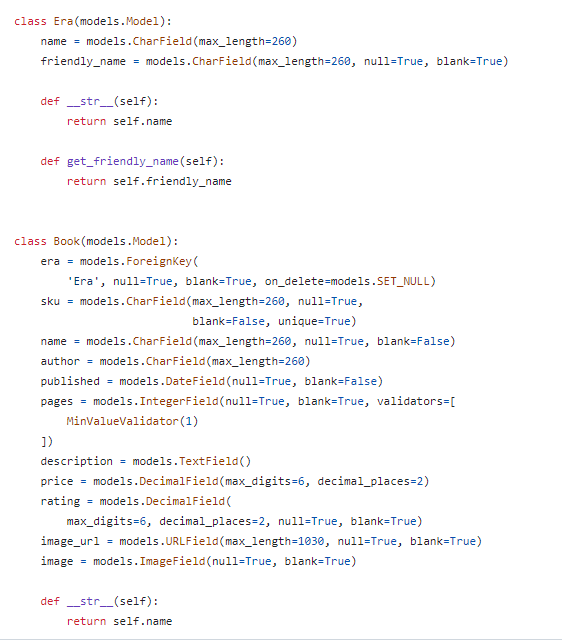 class Era(models.Model):
    name = models.CharField(max_length=260)
    friendly_name = models.CharField(max_length=260, null=True, blank=True)

    def __str__(self):
        return self.name

    def get_friendly_name(self):
        return self.friendly_name


class Book(models.Model):
    era = models.ForeignKey(
        'Era', null=True, blank=True, on_delete=models.SET_NULL)
    sku = models.CharField(max_length=260, null=True,
                           blank=False, unique=True)
    name = models.CharField(max_length=260, null=True, blank=False)
    author = models.CharField(max_length=260)
    published = models.DateField(null=True, blank=False)
    pages = models.IntegerField(null=True, blank=True, validators=[
        MinValueValidator(1)
    ])
    description = models.TextField()
    price = models.DecimalField(max_digits=6, decimal_places=2)
    rating = models.DecimalField(
        max_digits=6, decimal_places=2, null=True, blank=True)
    image_url = models.URLField(max_length=1030, null=True, blank=True)
    image = models.ImageField(null=True, blank=True)

    def __str__(self):
        return self.name